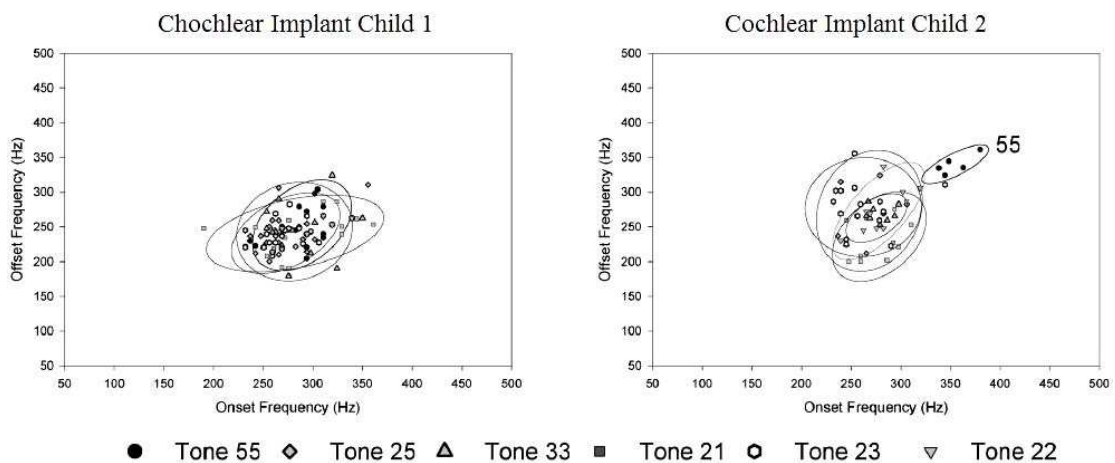 Chochlear Implant Child 1
Cochlear Implant Child 2
500
450
400
350
300
250
200
150
100
50
50 100 150 200 250 300 350 400 450 500
Offset Frequency (Hz)
Onset Frequency (Hz)
500
450
400
350
300
250
200
150
100
50
50 100 150 200 250 300 350 400 450 500
Offset Frequency (Hz)
Onset Frequency (Hz)
55
Tone 55 Tone 25 Tone 33 Tone 21 Tone 23 Tone 22